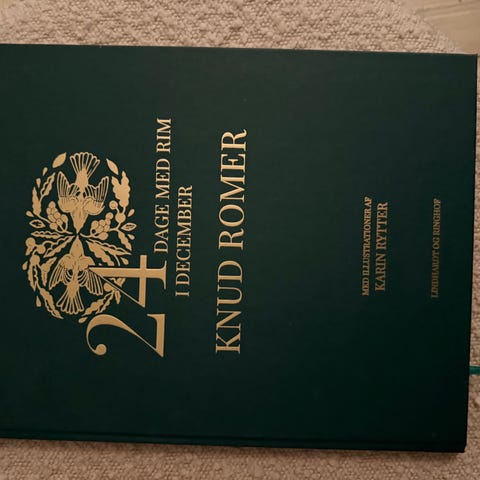 24 DAGE MED RIM
I DECEMBER
KNUD ROMER
MED ILLUSTRATIONER AF
KARIN RYTTER
LINDHARDT OG RINGHOF